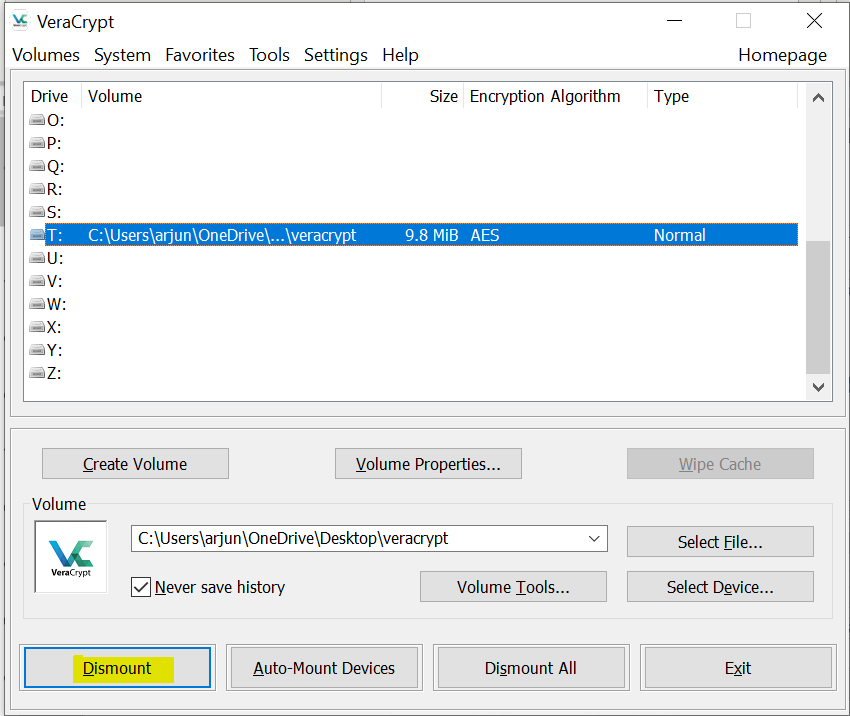 VeraCrypt
Volumes System Favorites Tools Settings Help Homepage
Drive Volume Size Encryption Algorithm Type
O:
P:
Q:
R:
S:
T: C:\Users\arjun\OneDrive\...\veracrypt 9.8 MiB AES Normal
U:
V:
W:
X:
Y:
Z:
Create Volume Volume Properties... Wipe Cache
Volume
C:\Users\arjun\OneDrive\Desktop\veracrypt Select File...
VeraCrypt
Never save history Volume Tools... Select Device...
Dismount Auto-Mount Devices Dismount All Exit